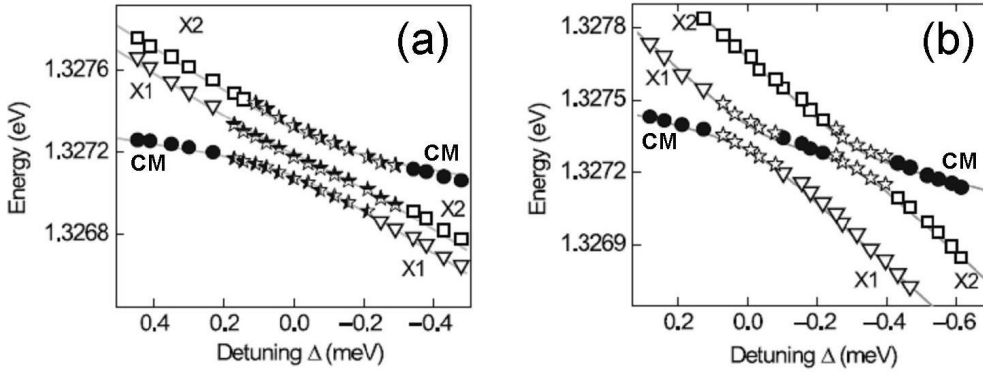 (a)
X2
X1
CM
CM
X2
X1
1.3276
1.3272
1.3268
Energy (eV)
0.4
0.2
0.0
−0.2
−0.4
Detuning Δ (meV)
(b)
X2
X1
CM
CM
X1
X2
1.3278
1.3275
1.3272
1.3269
Energy (eV)
0.2
0.0
−0.2
−0.4
−0.6
Detuning Δ (meV)